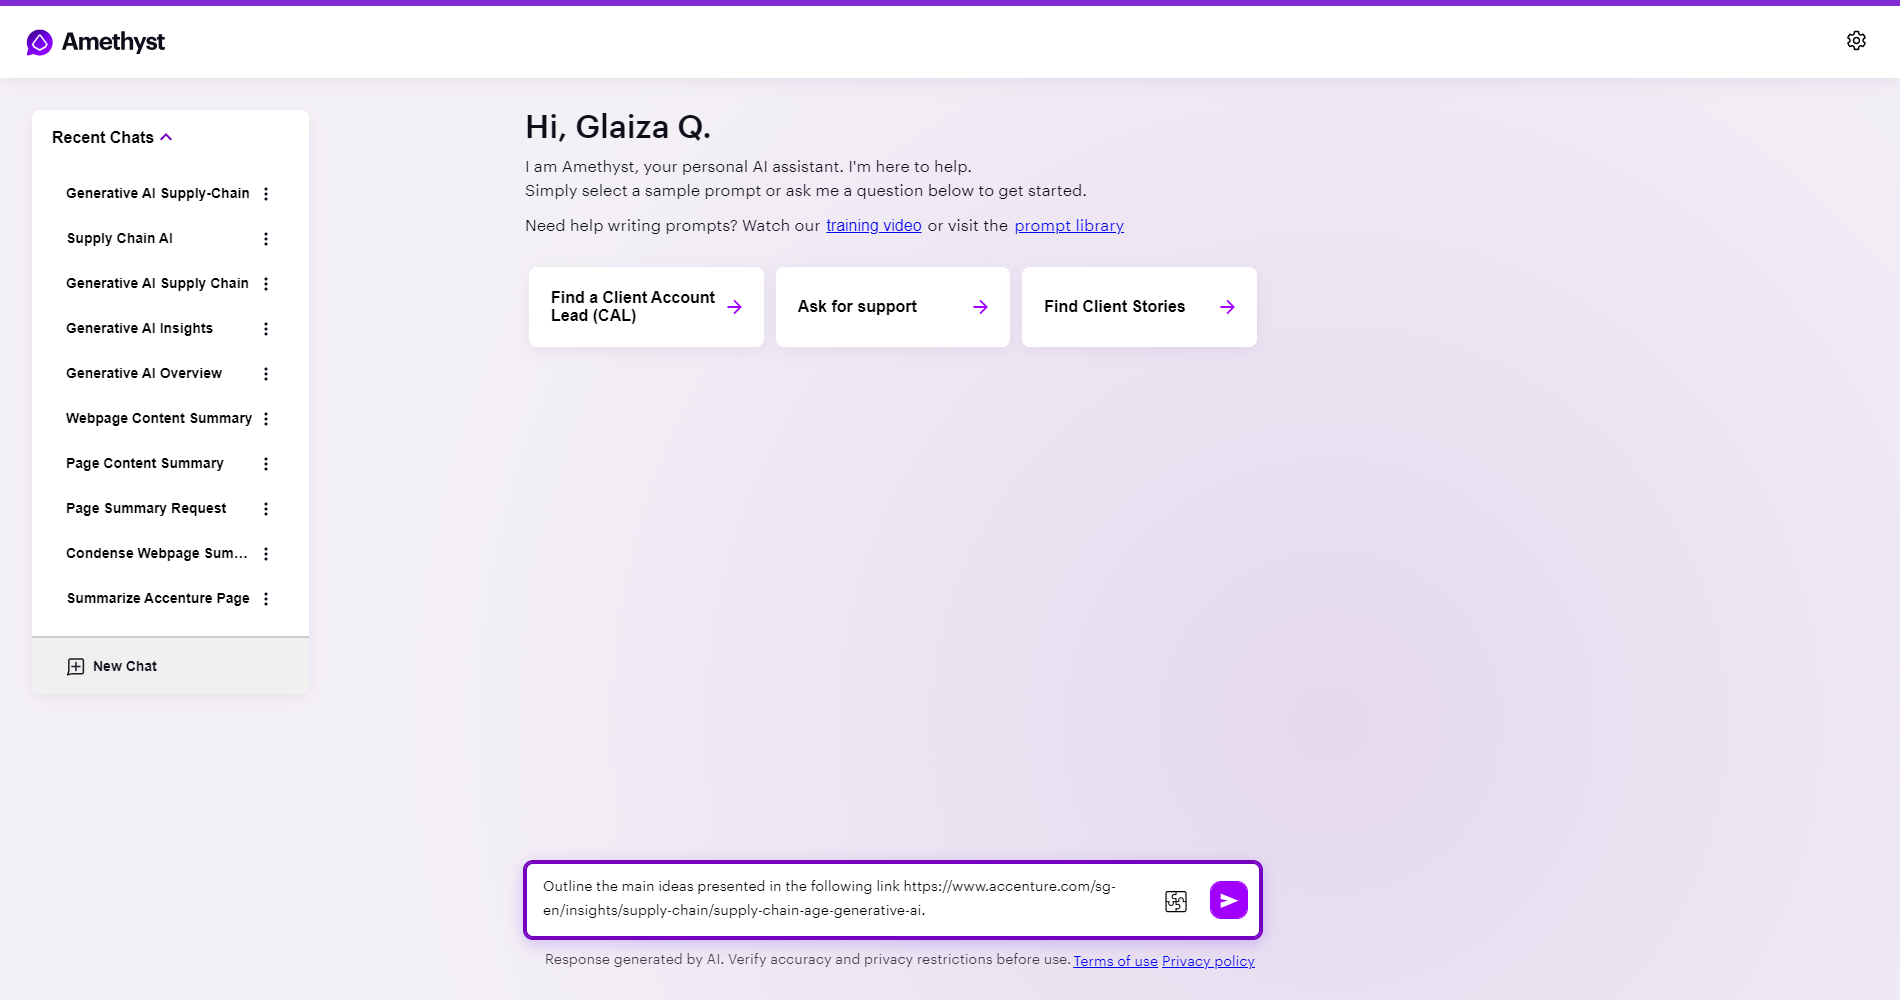 Amethyst
Recent Chats
Generative AI Supply-Chain
Supply Chain AI
Generative AI Supply Chain
Generative AI Insights
Generative AI Overview
Webpage Content Summary
Page Content Summary
Page Summary Request
Condense Webpage Sum...
Summarize Accenture Page
New Chat
Hi, Glaiza Q.
I am Amethyst, your personal AI assistant. I'm here to help.
Simply select a sample prompt or ask me a question below to get started.
Need help writing prompts? Watch our training video or visit the prompt library
Find a Client Account
Lead (CAL)
Ask for support
Find Client Stories
Outline the main ideas presented in the following link https://www.accenture.com/sg-
en/insights/supply-chain/supply-chain-age-generative-ai.
Response generated by AI. Verify accuracy and privacy restrictions before use. Terms of use Privacy policy